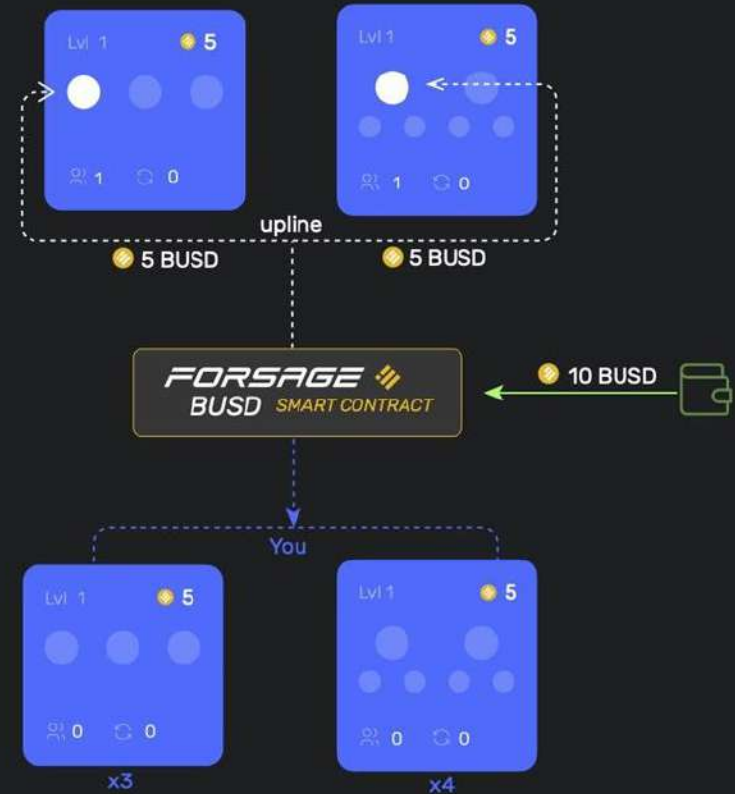 Lvl 1 5
Lvl 1 5
1 0
1 0
upline
5 BUSD
5 BUSD
FORSAGE
BUSD SMART CONTRACT
10 BUSD
You
Lvl 1 5
Lvl 1 5
0 0
0 0
x3
x4